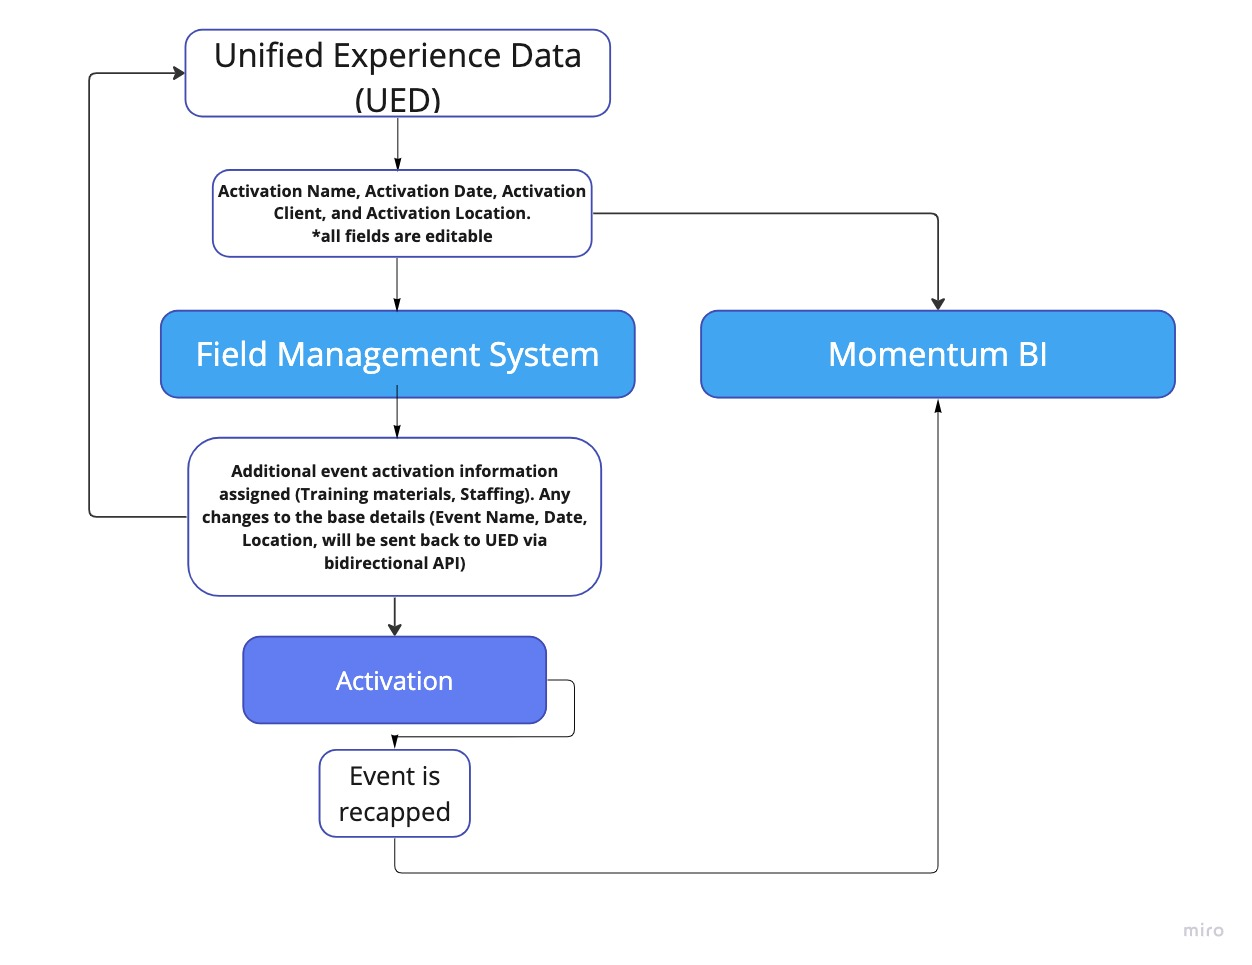 Unified Experience Data
(UED)
Activation Name, Activation Date, Activation
Client, and Activation Location.
*all fields are editable
Field Management System
Momentum BI
Additional event activation information
assigned (Training materials, Staffing). Any
changes to the base details (Event Name, Date,
Location, will be sent back to UED via
bidirectional API)
Activation
Event is
recapped
miro